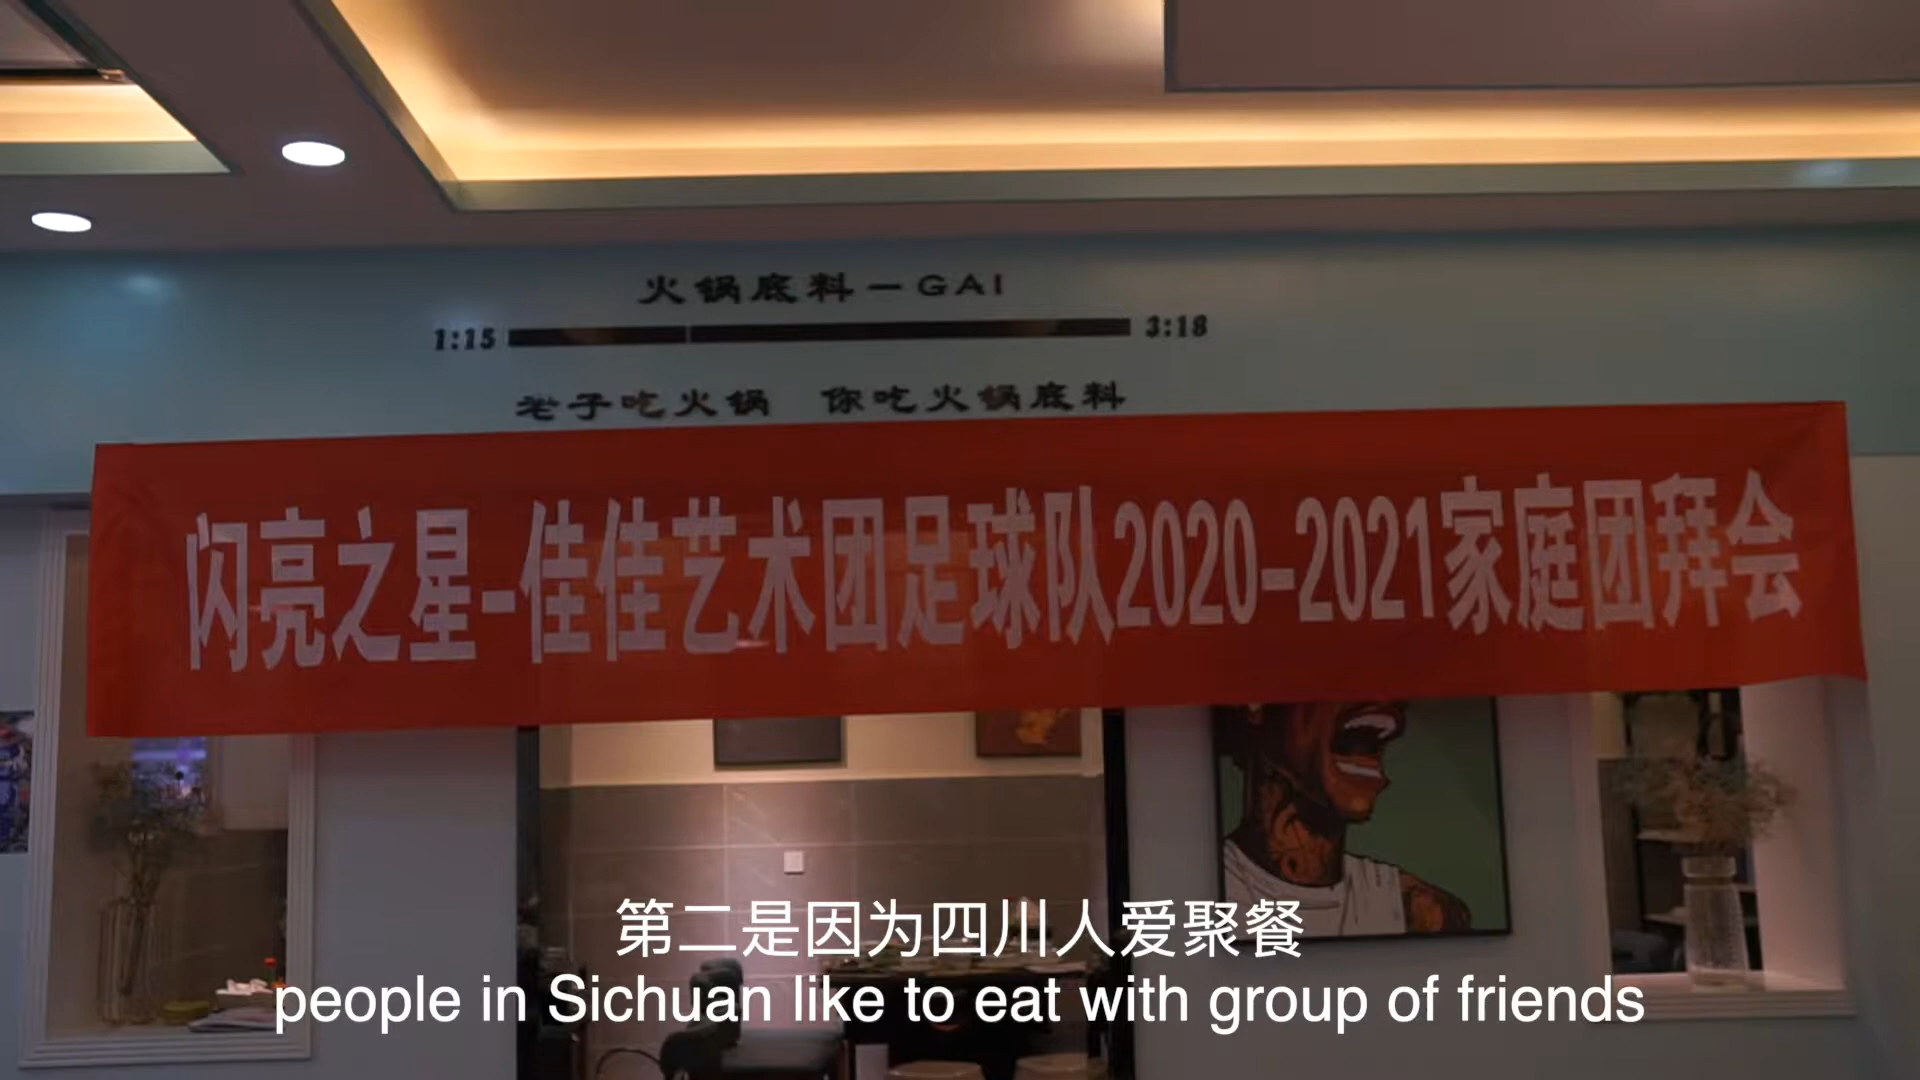 火锅底料-GAI
1:15 3:18
老子吃火锅 你吃火锅底料
闪亮之星-佳佳艺术团足球队2020-2021家庭团拜会
第二是因为四川人爱聚餐
people in Sichuan like to eat with group of friends